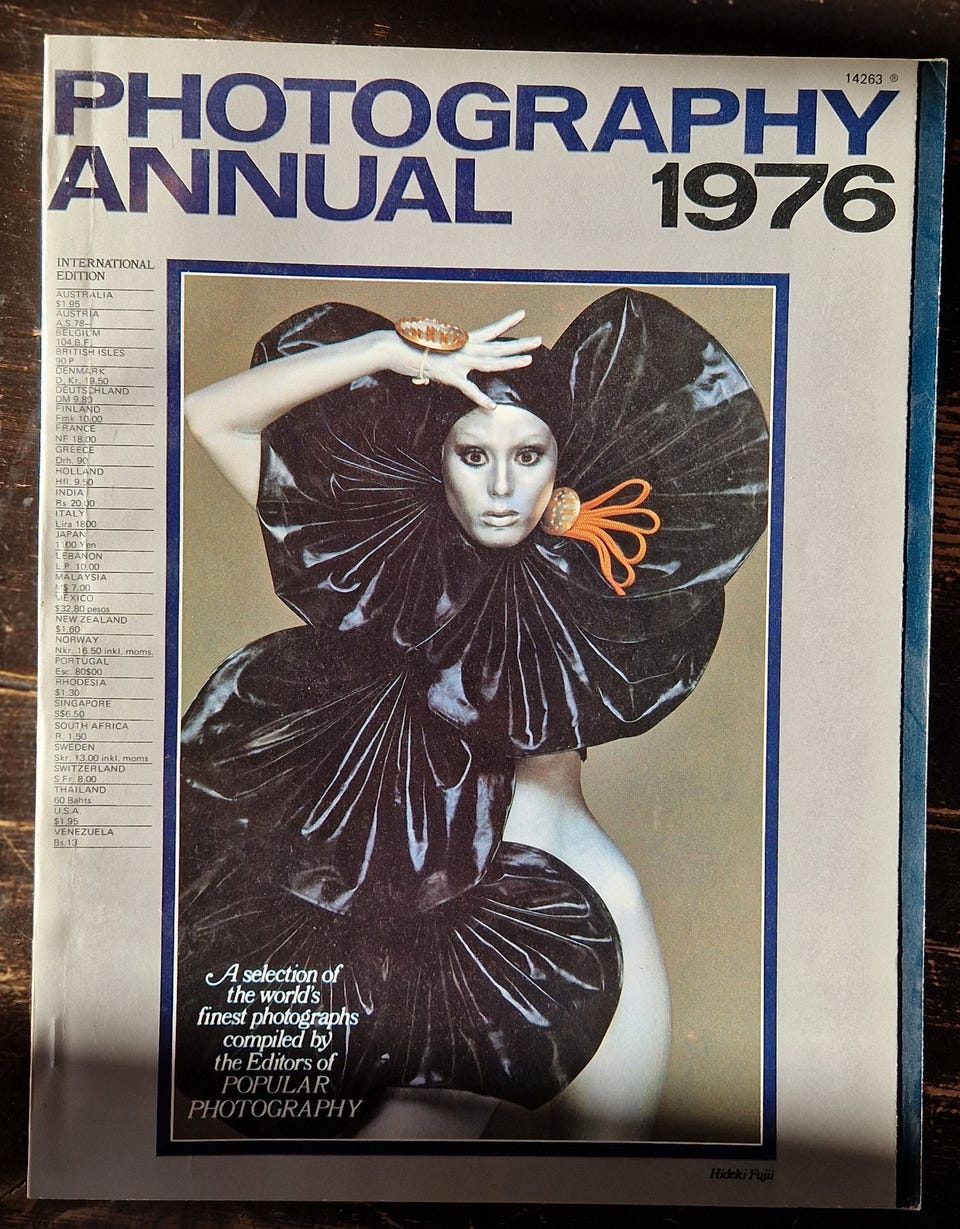 14263 ®
PHOTOGRAPHY
ANNUAL 1976
INTERNATIONAL
EDITION
AUSTRALIA
$1.95
AUSTRIA
A.S.78-
BELGIUM
104.B.F.
BRITISH ISLES
90 P
DENMARK
D. Kr. 19.50
DEUTSCHLAND
DM 9,80
FINLAND
Fmk 10.00
FRANCE
NF 18.00
GREECE
Drh. 90
HOLLAND
Hfl. 9.50
INDIA
Rs 20.00
ITALY
Lira 1800
JAPAN
1100 Yen
LEBANON
L.P. 10.00
MALAYSIA
M$ 7.00
MEXICO
$32.80 pesos
NEW ZEALAND
$1.60
NORWAY
Nkr. 16.50 inkl. moms.
PORTUGAL
Esc. 80$00
RHODESIA
$1.30
SINGAPORE
S$6.50
SOUTH AFRICA
R. 1.50
SWEDEN
Skr. 13.00 inkl. moms
SWITZERLAND
S Fr. 8.00
THAILAND
60 Bahts
U.S.A.
$1.95
VENEZUELA
Bs.13
A selection of
the world's
finest photographs
compiled by
the Editors of
POPULAR
PHOTOGRAPHY
Hideki Fujii